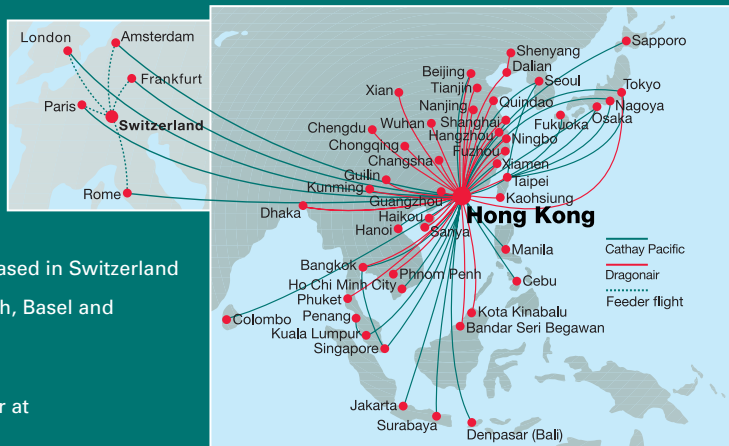 London
Amsterdam
Frankfurt
Paris
Switzerland
Rome
Sapporo
Shenyang
Dalian
Beijing
Seoul
Tianjin
Tokyo
Xian
Nanjing
Quindao
Nagoya
Osaka
Wuhan
Shanghai
Fukuoka
Chengdu
Hangzhou
Ningbo
Chongqing
Fuzhou
Changsha
Xiamen
Guilin
Taipei
Kunming
Guangzhou
Kaohsiung
Dhaka
Haikou
Hong Kong
Hanoi
Sanya
Manila
Cathay Pacific
Bangkok
Phnom Penh
Dragonair
Ho Chi Minh City
Cebu
Phuket
Feeder flight
Colombo
Penang
Kota Kinabalu
Kuala Lumpur
Bandar Seri Begawan
Singapore
Jakarta
Surabaya
Denpasar (Bali)
ased in Switzerland
h, Basel and
r at